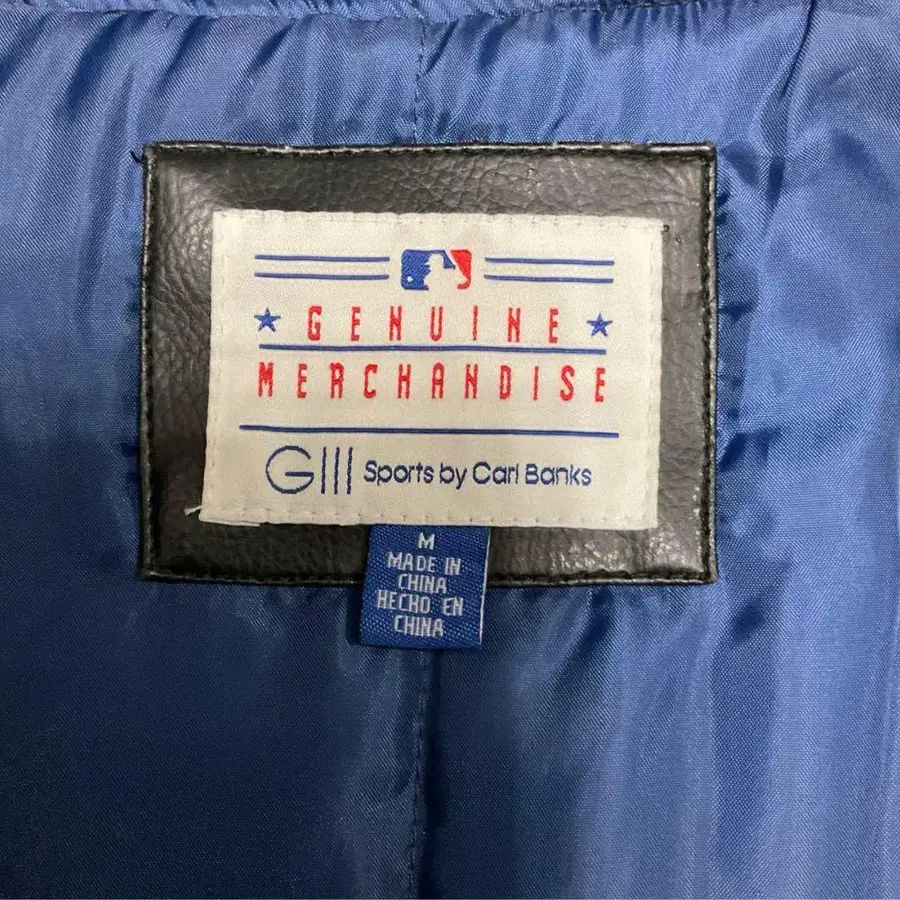 GENUINE
MERCHANDISE
GIII Sports by Carl Banks
M
MADE IN
CHINA
HECHO EN
CHINA